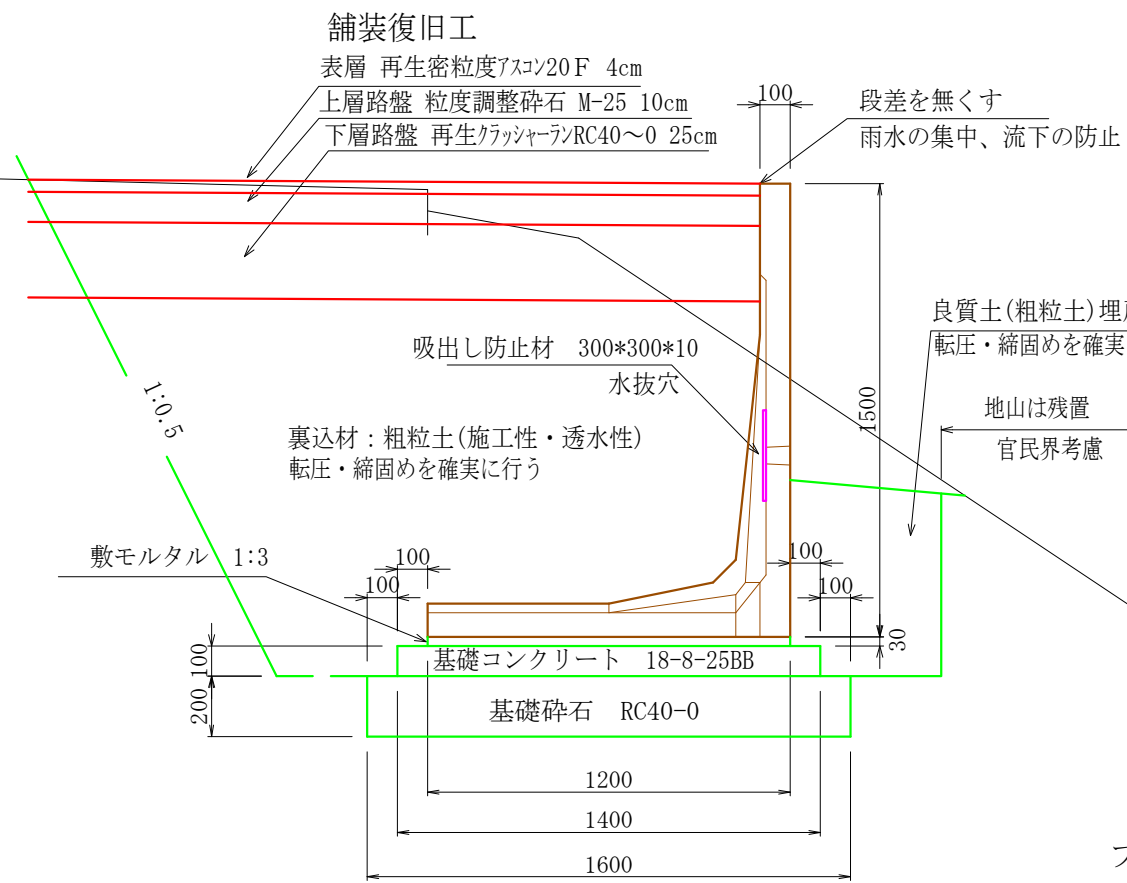 舗装復旧工
表層 再生密粒度アスコン20F 4cm
上層路盤 粒度調整砕石 M-25 10cm
下層路盤 再生クラッシャーランRC40～0 25cm
100
段差を無くす
雨水の集中、流下の防止
良質土(粗粒土)埋
転圧・締固めを確実
吸出し防止材 300*300*10
水抜穴
1500
地山は残置
官民界考慮
1:0.5
裏込材：粗粒土(施工性・透水性)
転圧・締固めを確実に行う
敷モルタル 1:3
100
100
100
100
30
100
基礎コンクリート 18-8-25BB
200
基礎砕石 RC40-0
1200
1400
1600